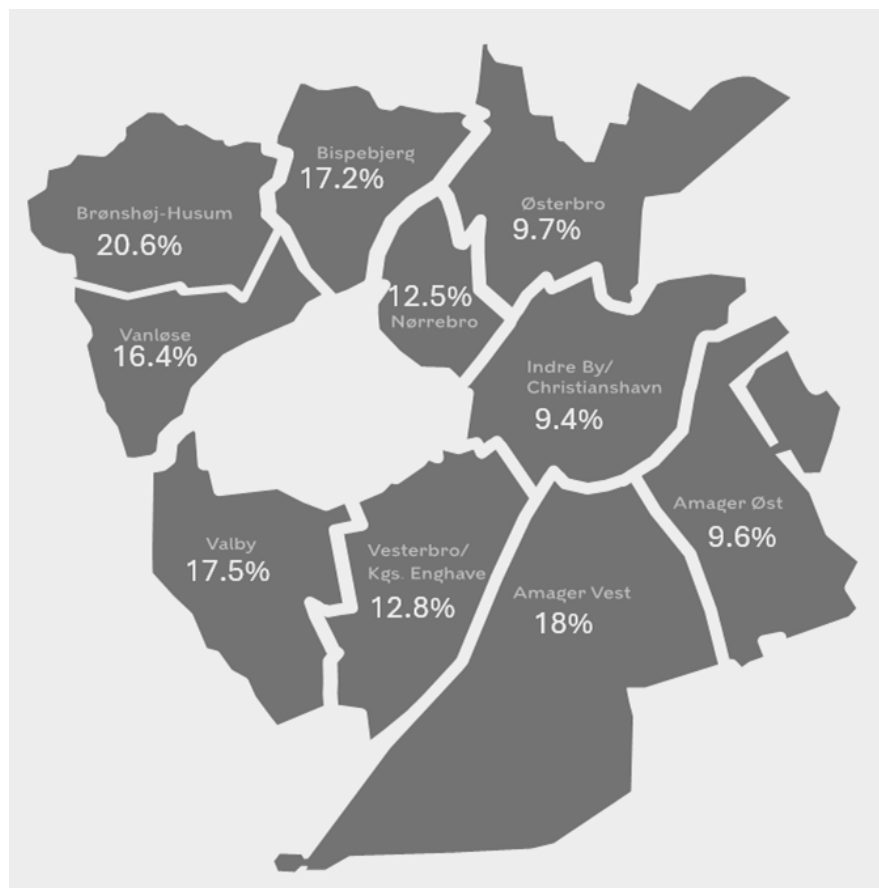 Bispebjerg
17.2%
Brønshøj-Husum
20.6%
Østerbro
9.7%
12.5%
Nørrebro
Vanløse
16.4%
Indre By/
Christianshavn
9.4%
Amager Øst
9.6%
Valby
17.5%
Vesterbro/
Kgs. Enghave
12.8%
Amager Vest
18%